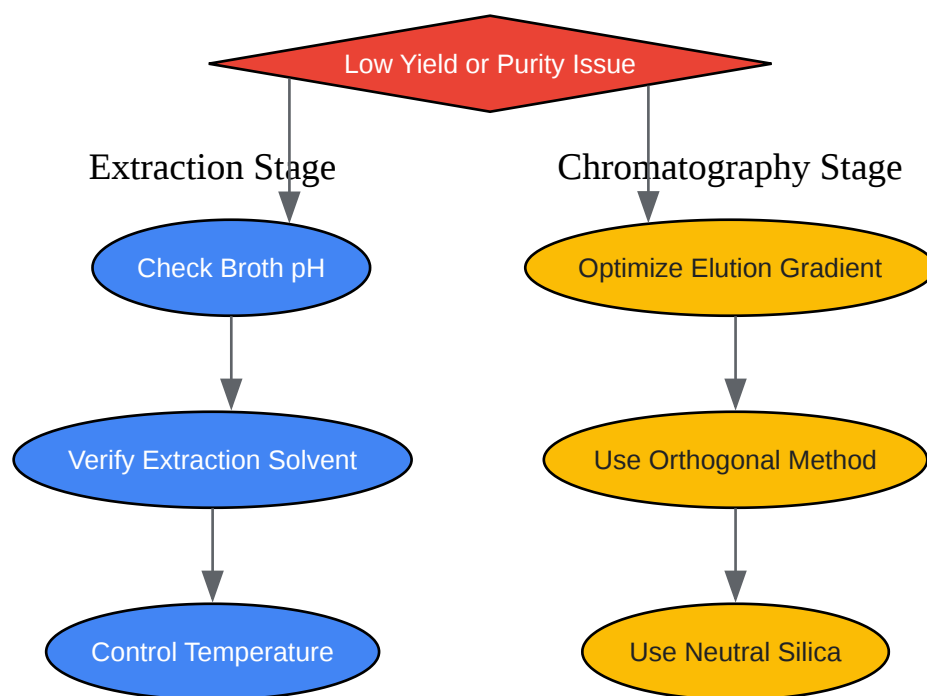 Low Yield or Purity Issue
Extraction Stage
Chromatography Stage
Check Broth pH
Optimize Elution Gradient
Verify Extraction Solvent
Use Orthogonal Method
Control Temperature
Use Neutral Silica